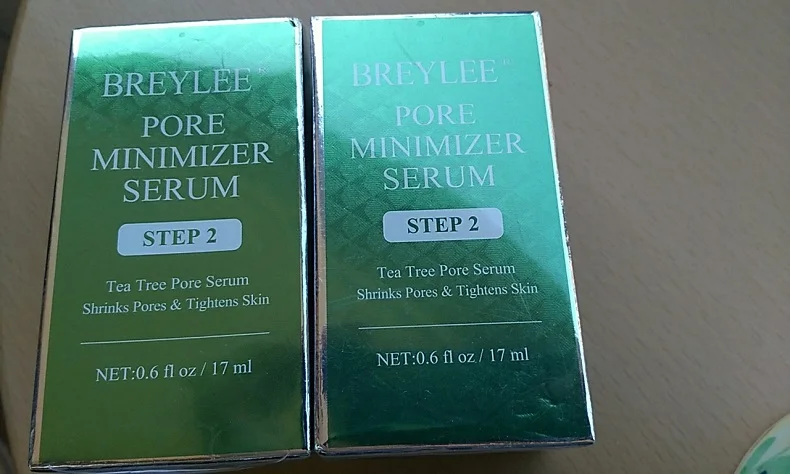 BREYLEE®
PORE
MINIMIZER
SERUM
STEP 2
Tea Tree Pore Serum
Shrinks Pores & Tightens Skin
NET:0.6 fl oz / 17 ml
BREYLEE®
PORE
MINIMIZER
SERUM
STEP 2
Tea Tree Pore Serum
Shrinks Pores & Tightens Skin
NET:0.6 fl oz / 17 ml